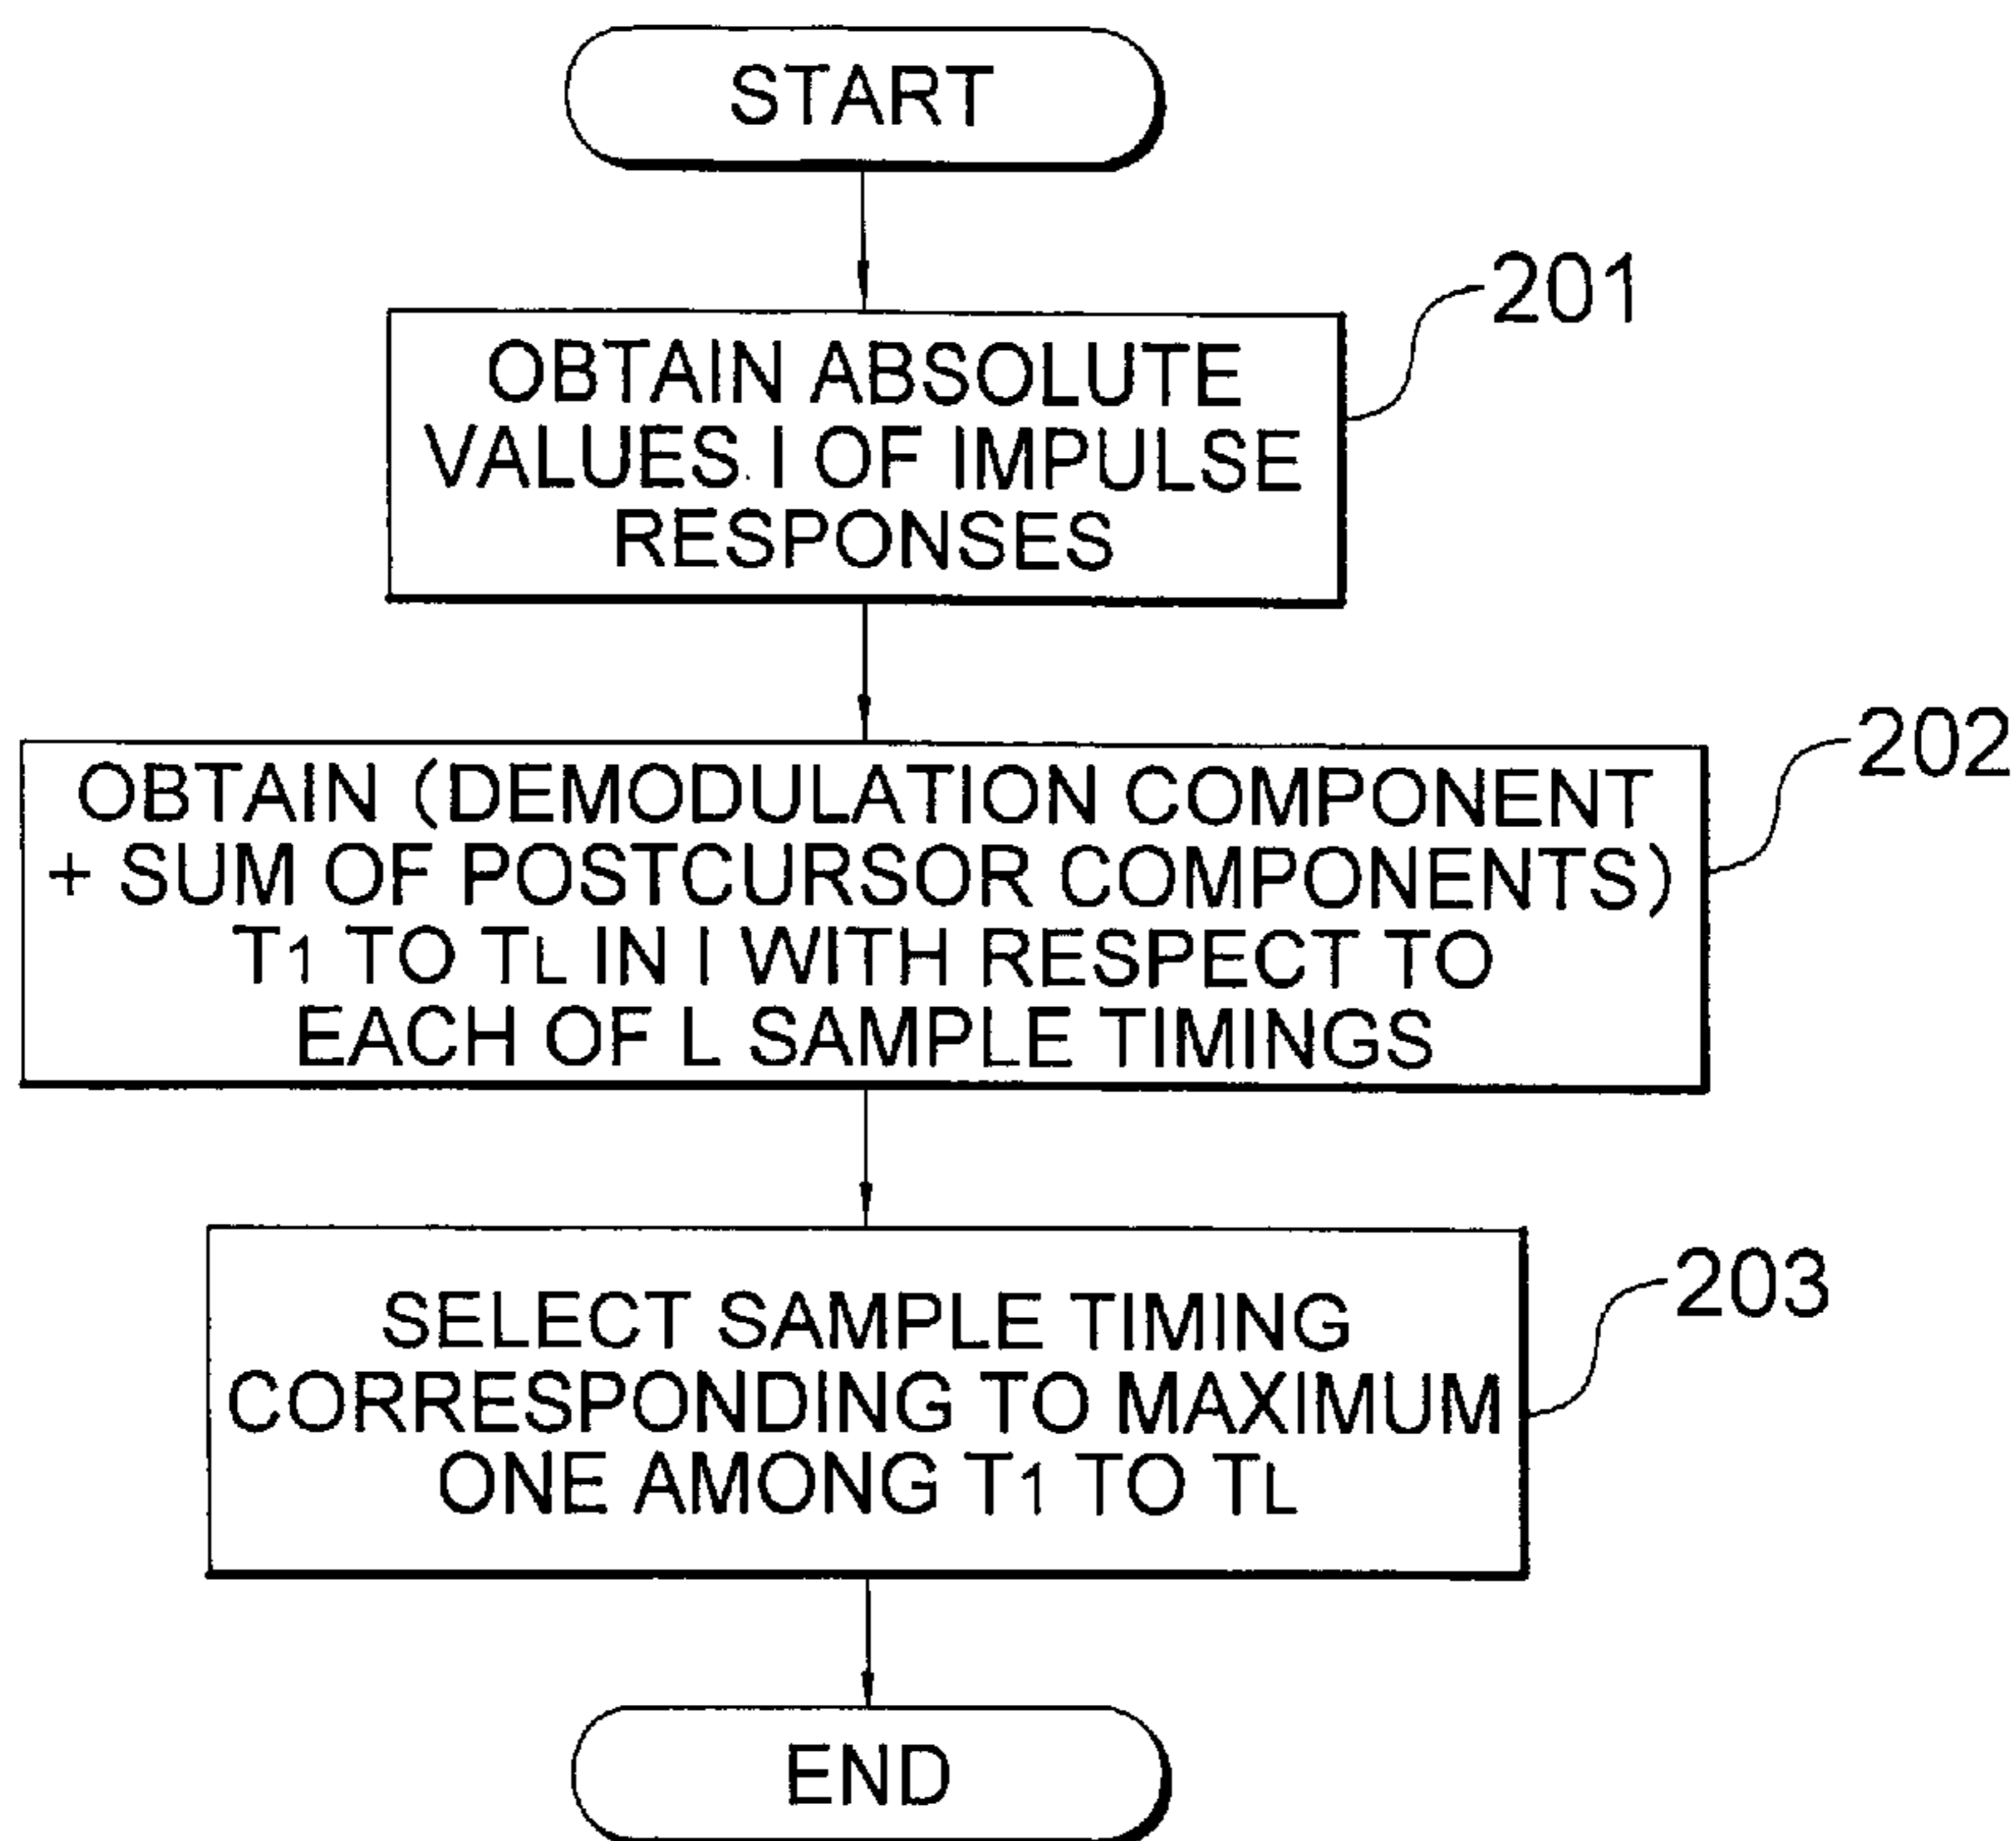 START
201
OBTAIN ABSOLUTE
VALUES I OF IMPULSE
RESPONSES
202
OBTAIN (DEMODULATION COMPONENT
+ SUM OF POSTCURSOR COMPONENTS)
T1 TO TL IN I WITH RESPECT TO
EACH OF L SAMPLE TIMINGS
203
SELECT SAMPLE TIMING
CORRESPONDING TO MAXIMUM
ONE AMONG T1 TO TL
END